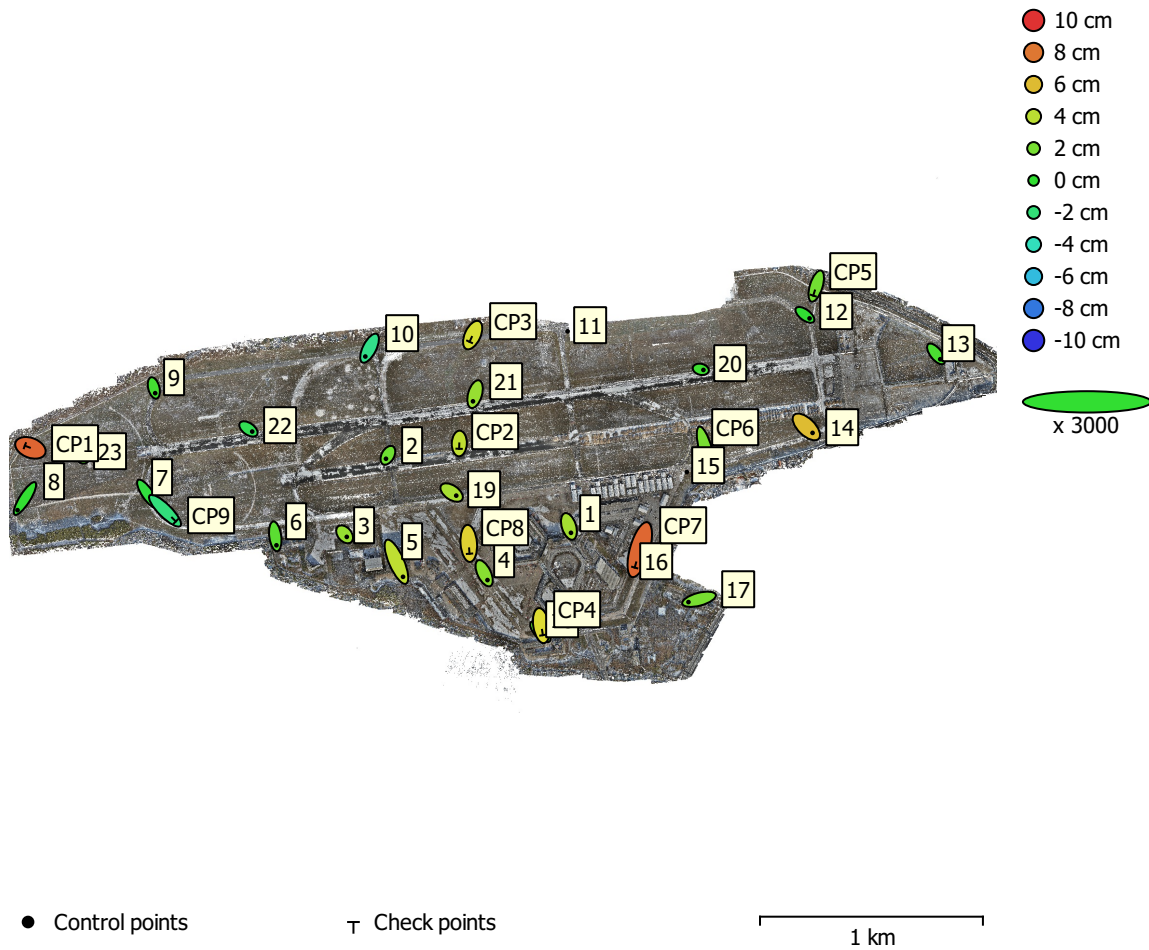 10 cm
8 cm
6 cm
4 cm
2 cm
0 cm
-2 cm
-4 cm
-6 cm
-8 cm
-10 cm
x 3000
CP5
12
CP3
11
10
13
20
9
21
22
CP2
CP6
14
CP1
23
2
15
8
7
19
CP9
6
3
CP8
1
CP7
5
4
16
17
CP4
Control points
Check points
1 km